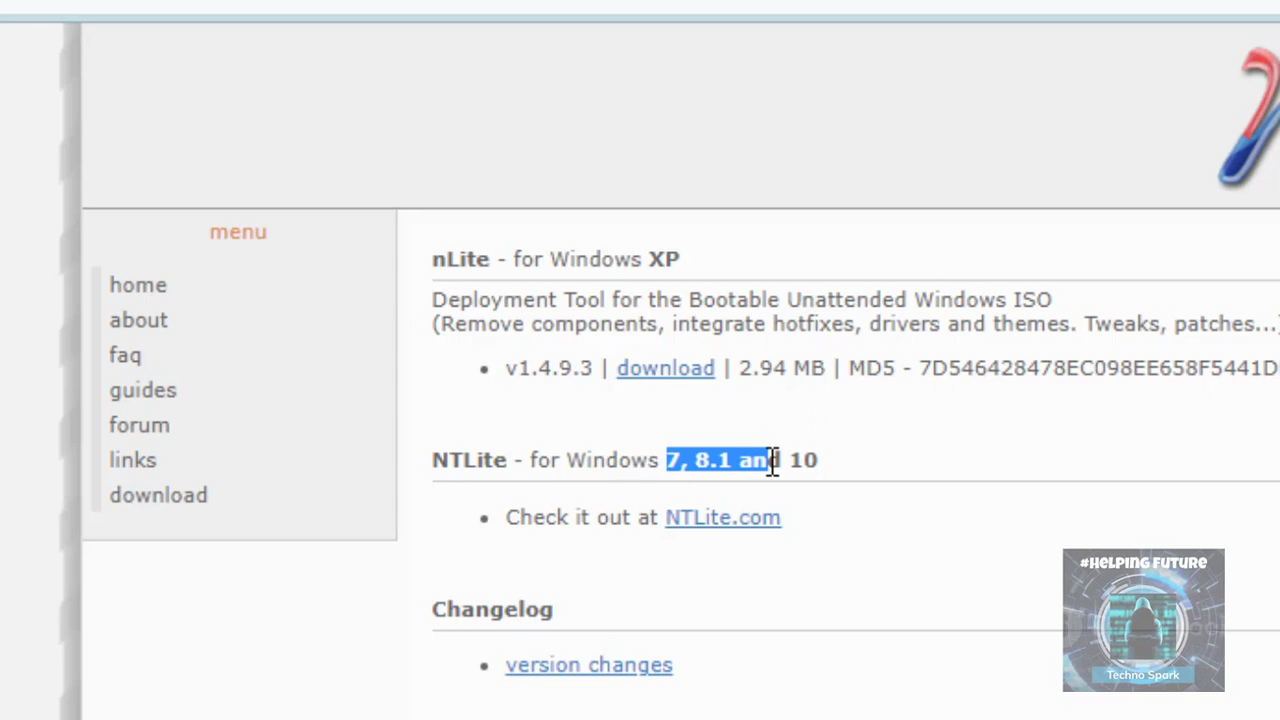 menu
home
about
faq
guides
forum
links
download
nLite - for Windows XP
Deployment Tool for the Bootable Unattended Windows ISO
(Remove components, integrate hotfixes, drivers and themes. Tweaks, patches...)
v1.4.9.3 | download | 2.94 MB | MD5 - 7D546428478EC098EE658F5441D
NTLite - for Windows 7, 8.1 and 10
Check it out at NTLite.com
Changelog
version changes
#HELPING FUTURE
Techno Spark